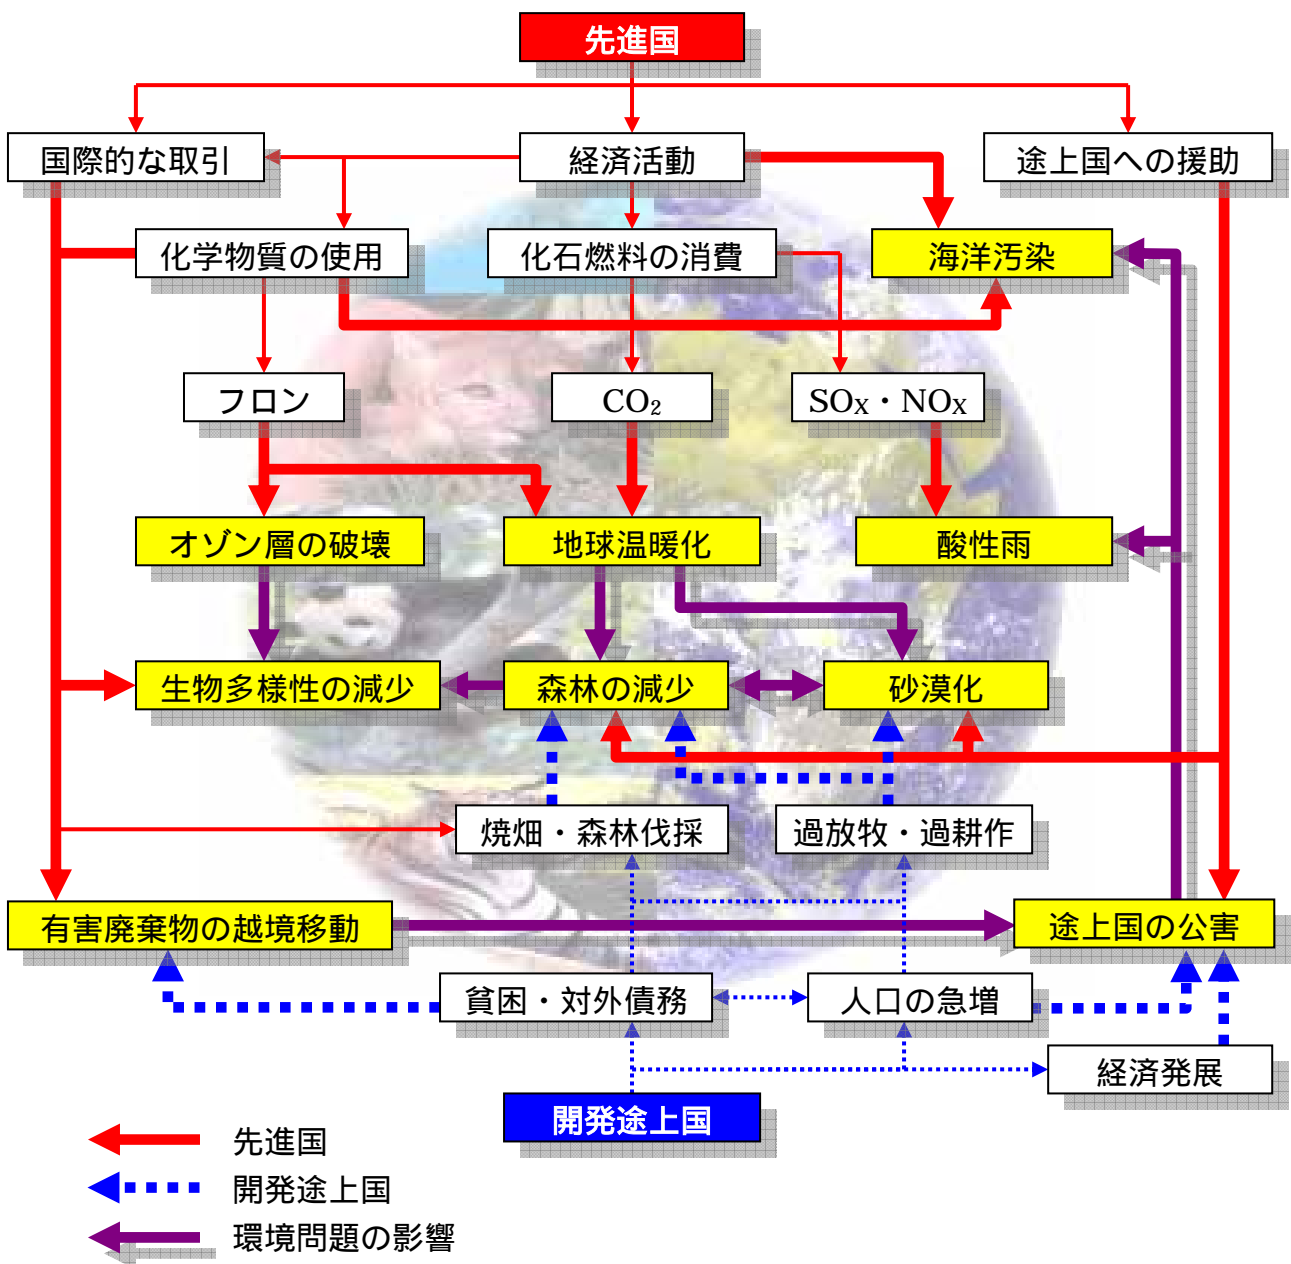 先進国
国際的な取引
経済活動
途上国への援助
化学物質の使用
化石燃料の消費
海洋汚染
フロン
CO₂
SOx・NOx
オゾン層の破壊
地球温暖化
酸性雨
生物多様性の減少
森林の減少
砂漠化
焼畑・森林伐採
過放牧・過耕作
有害廃棄物の越境移動
途上国の公害
貧困・対外債務
人口の急増
経済発展
開発途上国
先進国
開発途上国
環境問題の影響